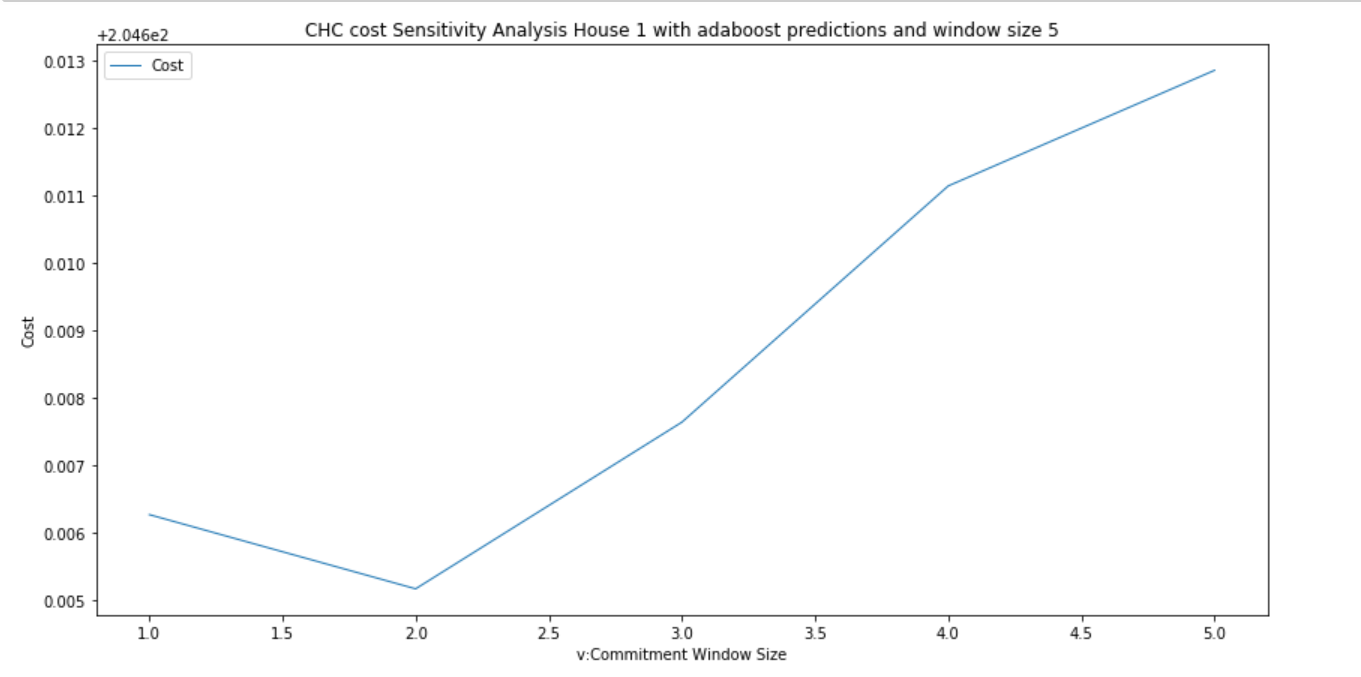 CHC cost Sensitivity Analysis House 1 with adaboost predictions and window size 5
+2.046e2
Cost
0.013
0.012
0.011
0.010
0.009
0.008
0.007
0.006
0.005
Cost
1.0 1.5 2.0 2.5 3.0 3.5 4.0 4.5 5.0
v:Commitment Window Size